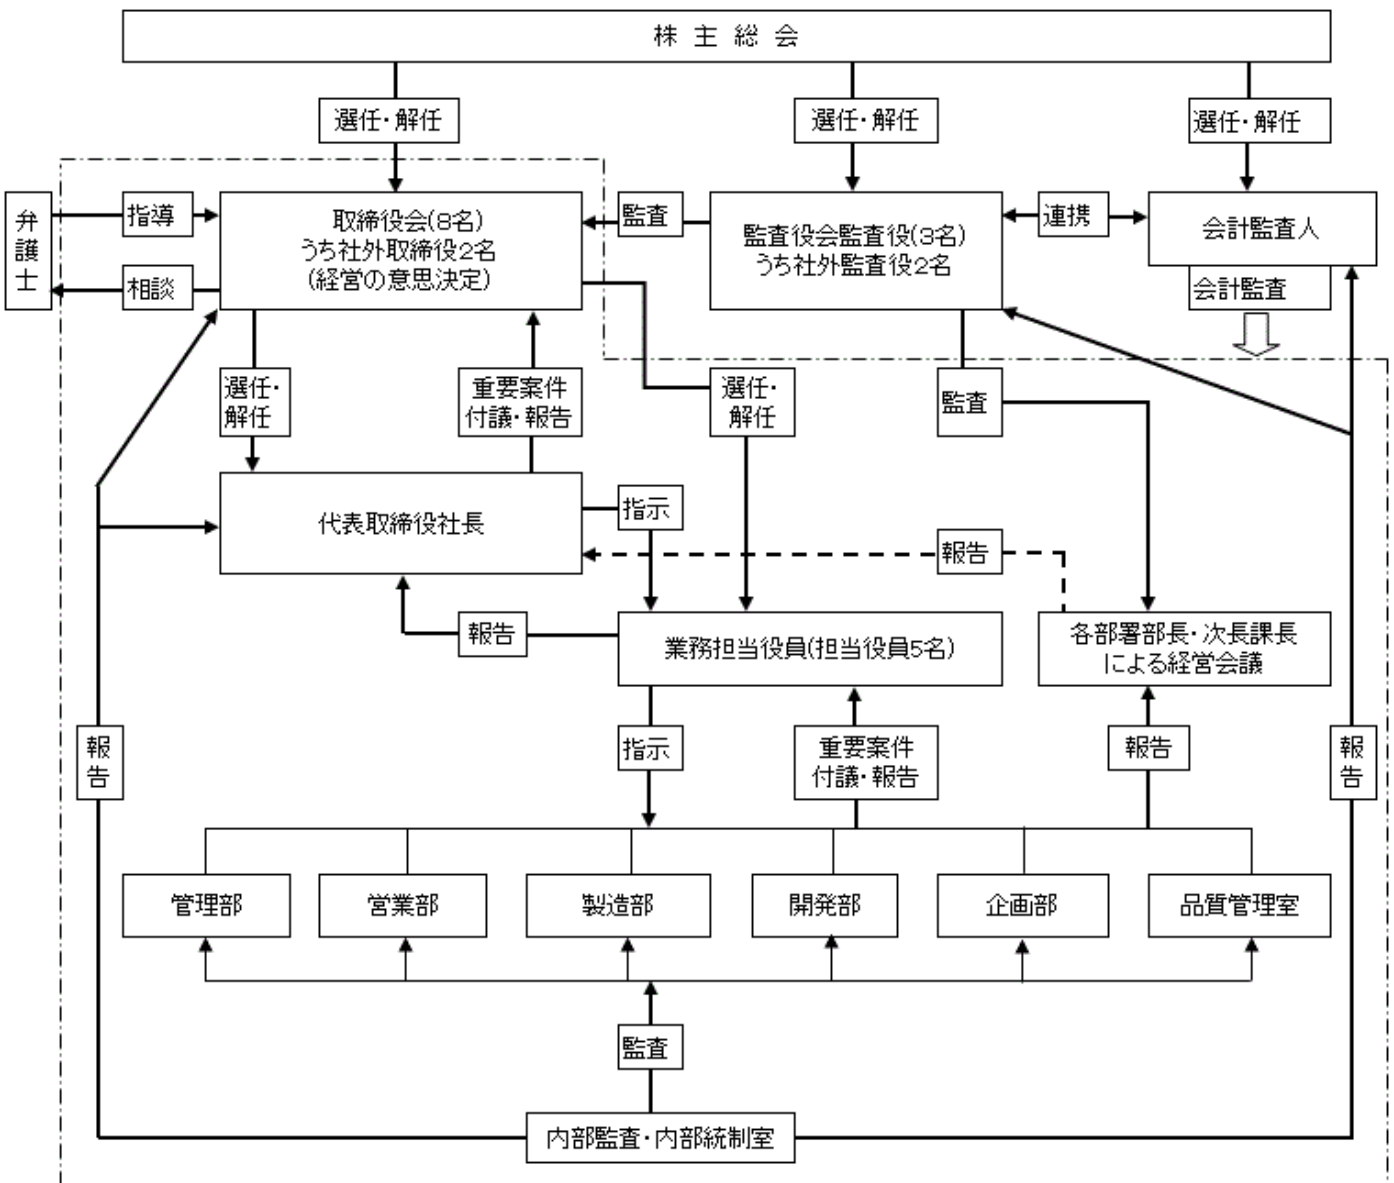 株主総会
選任・解任
選任・解任
選任・解任
弁
護
士
指導
相談
取締役会(8名)
うち社外取締役2名
(経営の意思決定)
監査
監査役会監査役(3名)
うち社外監査役2名
連携
会計監査人
会計監査
選任・
解任
重要案件
付議・報告
選任・
解任
監査
代表取締役社長
指示
報告
報告
業務担当役員(担当役員5名)
各部署部長・次長課長
による経営会議
報
告
指示
重要案件
付議・報告
報告
報
告
管理部
営業部
製造部
開発部
企画部
品質管理室
監査
内部監査・内部統制室